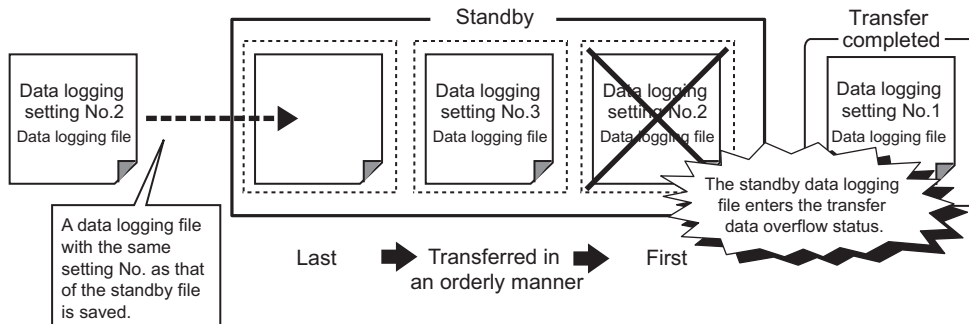 Standby
Transfer
completed
Data logging
setting No.2
Data logging file
Data logging
setting No.3
Data logging file
Data logging
setting No.2
Data logging file
Data logging
setting No.1
Data logging file
The standby data logging
file enters the transfer
data overflow status.
A data logging file
with the same
setting No. as that
of the standby file
is saved.
Last
Transferred in
an orderly manner
First